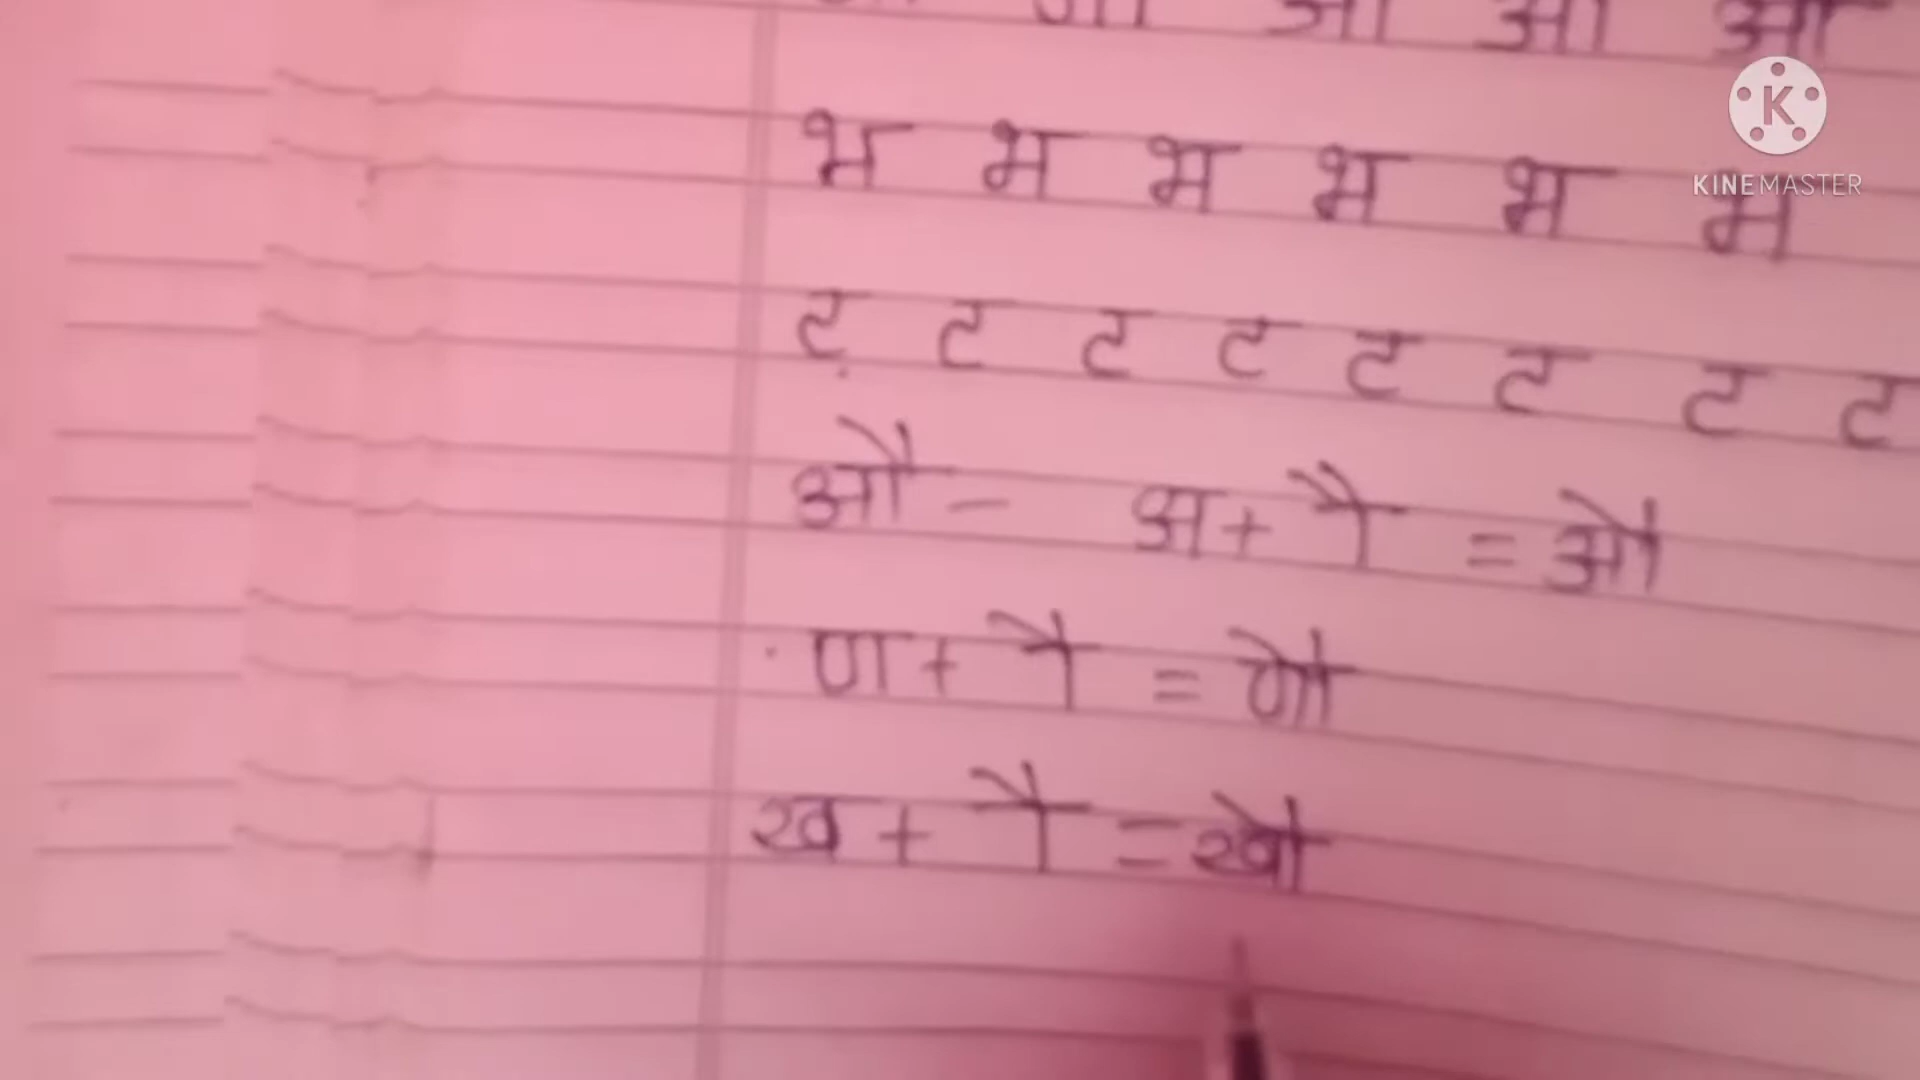 भ भ भ भ भ भ
ट ट ट ट ट ट ट ट
औ - अ + ौ = औ
ण + ौ = णौ
ख + ौ = खौ
KINEMASTER